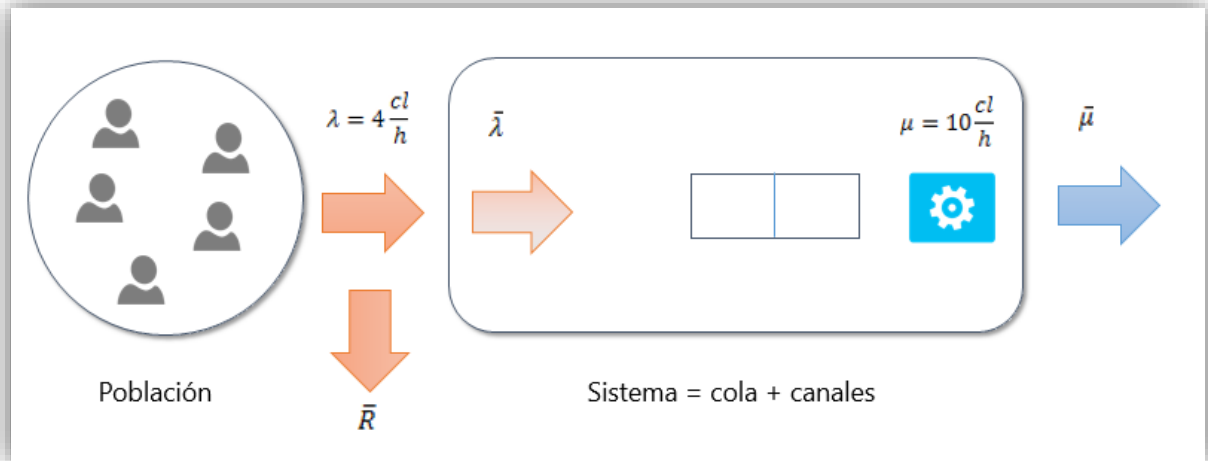 λ = 4 cl/h
λ̄
μ = 10 cl/h
μ̄
Población
R̄
Sistema = cola + canales